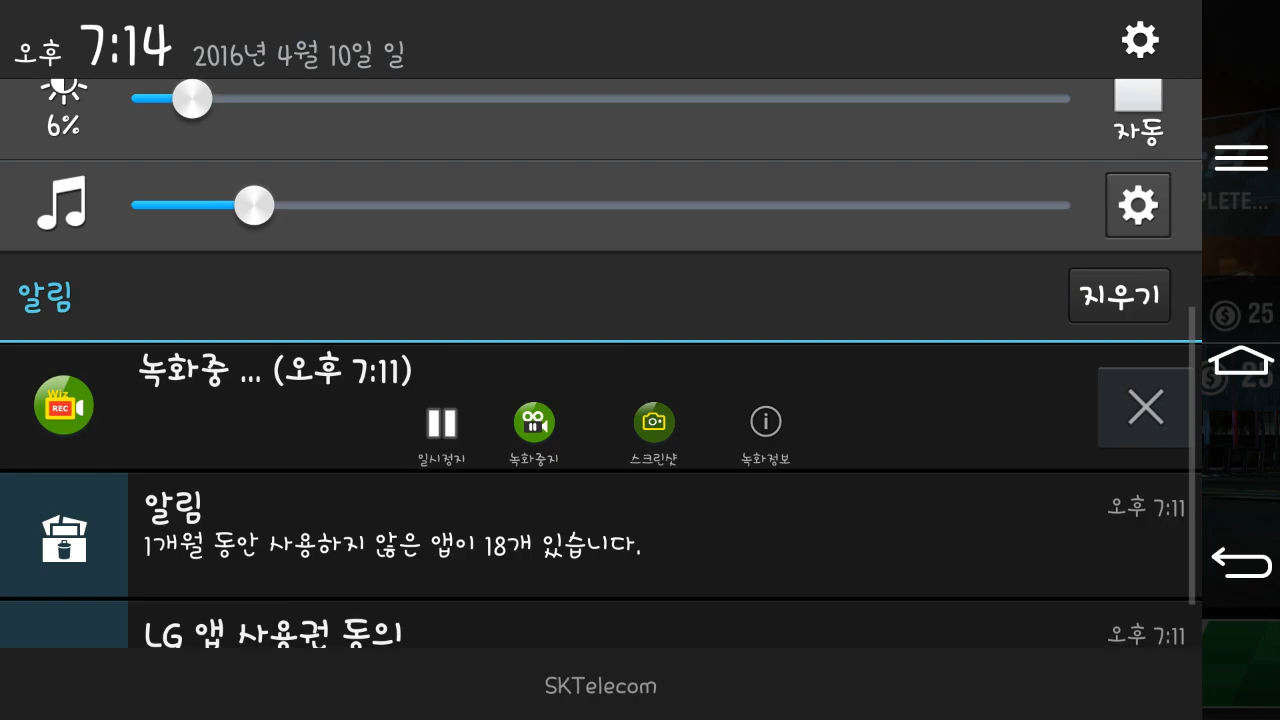 오후 7:14 2016년 4월 10일 일
6%
자동
PLETE...
알림
지우기
25
녹화중 ... (오후 7:11)
Wiz
REC
25
일시정지 녹화중지 스크린샷 녹화정보
알림
오후 7:11
1개월 동안 사용하지 않은 앱이 18개 있습니다.
LG 앱 사용권 동의
오후 7:11
SKTelecom